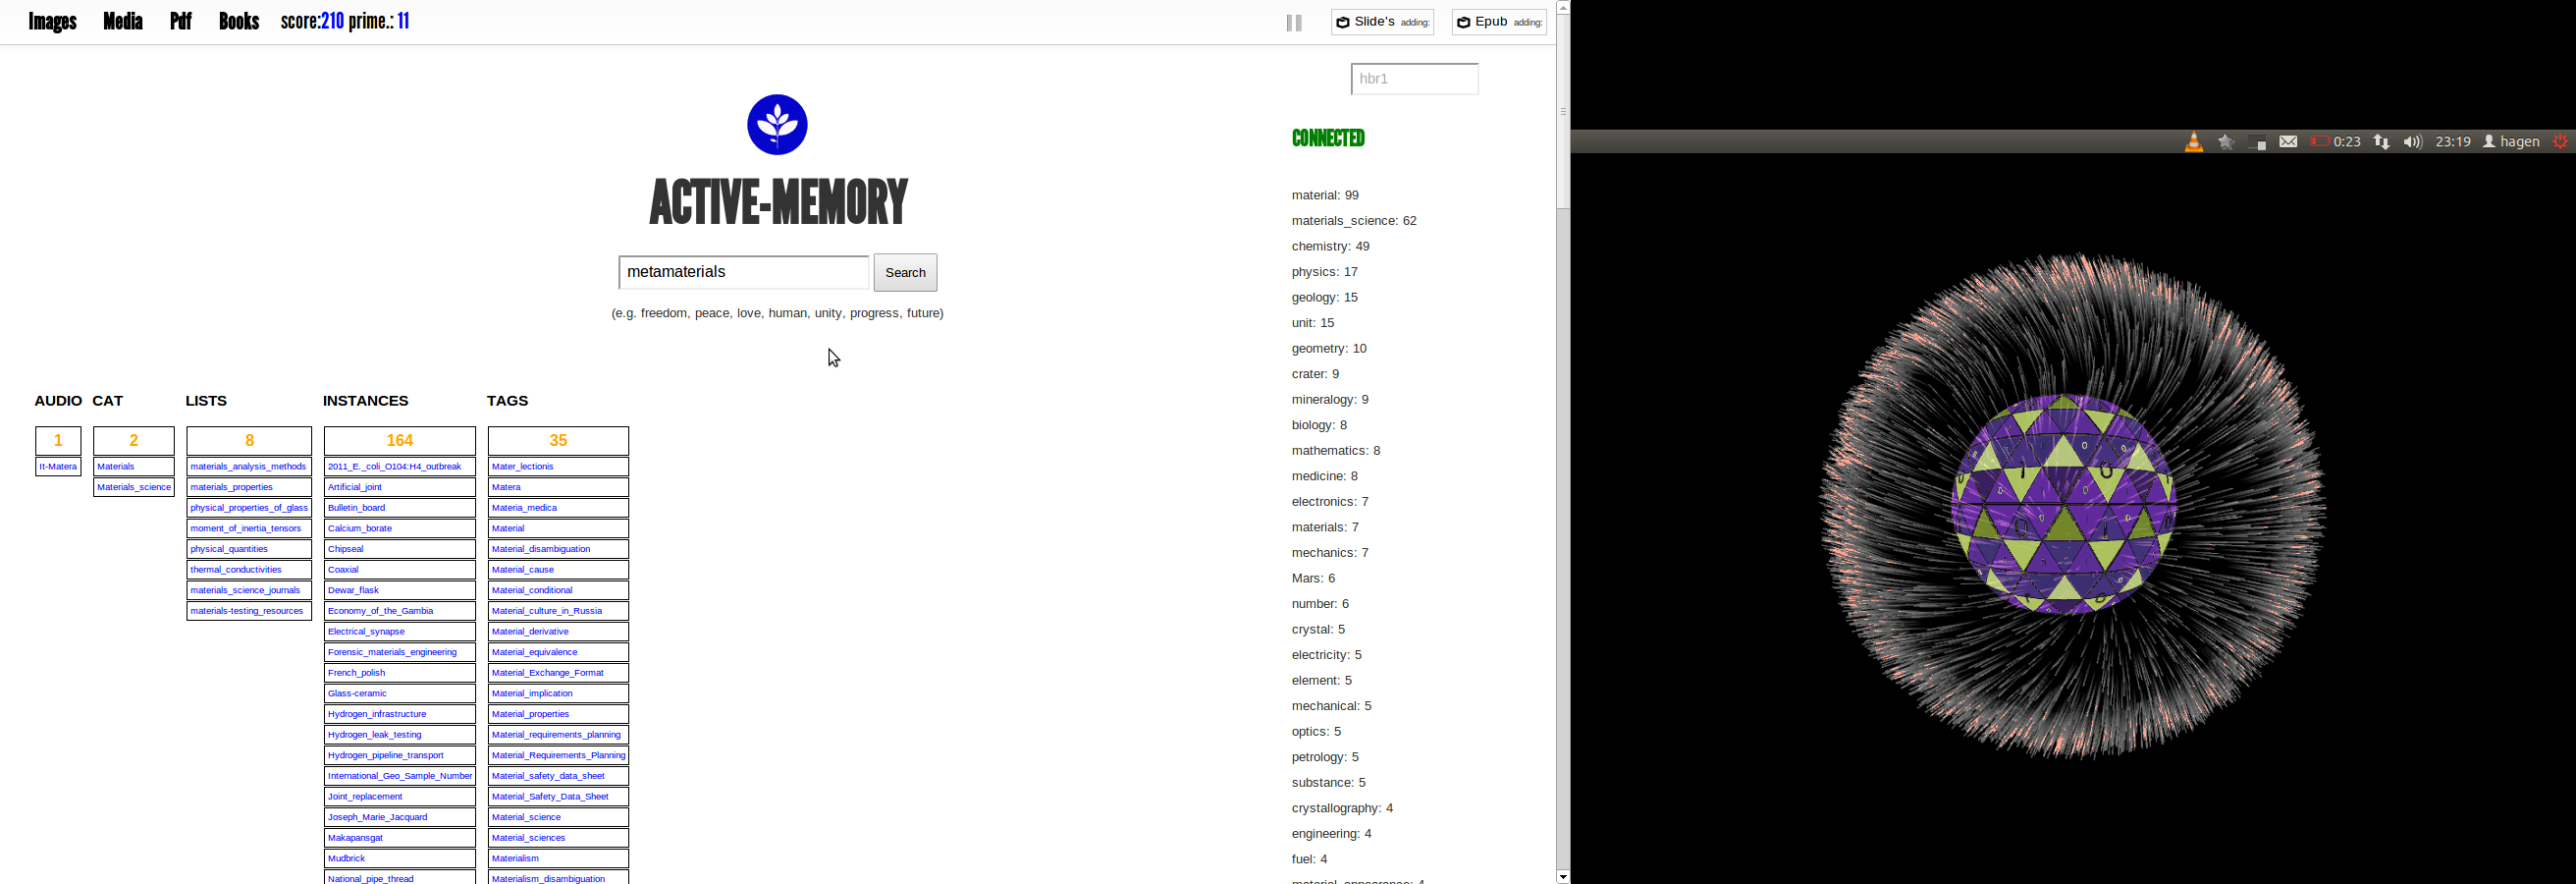 Images Media Pdf Books score:210 prime.: 11
Slide's adding: Epub adding:
hbr1
ACTIVE-MEMORY
metamaterials Search
(e.g. freedom, peace, love, human, unity, progress, future)
AUDIO
1
It-Matera
CAT
2
Materials
Materials_science
LISTS
8
materials_analysis_methods
materials_properties
physical_properties_of_glass
moment_of_inertia_tensors
physical_quantities
thermal_conductivities
materials_science_journals
materials-testing_resources
INSTANCES
164
2011_E._coli_O104:H4_outbreak
Artificial_joint
Bulletin_board
Calcium_borate
Chipseal
Coaxial
Dewar_flask
Economy_of_the_Gambia
Electrical_synapse
Forensic_materials_engineering
French_polish
Glass-ceramic
Hydrogen_infrastructure
Hydrogen_leak_testing
Hydrogen_pipeline_transport
International_Geo_Sample_Number
Joint_replacement
Joseph_Marie_Jacquard
Makapansgat
Mudbrick
National_pipe_thread
TAGS
35
Mater_lectionis
Matera
Materia_medica
Material
Material_disambiguation
Material_cause
Material_conditional
Material_culture_in_Russia
Material_derivative
Material_equivalence
Material_Exchange_Format
Material_implication
Material_properties
Material_requirements_planning
Material_Requirements_Planning
Material_safety_data_sheet
Material_Safety_Data_Sheet
Material_science
Material_sciences
Materialism
Materialism_disambiguation
CONNECTED
material: 99
materials_science: 62
chemistry: 49
physics: 17
geology: 15
unit: 15
geometry: 10
crater: 9
mineralogy: 9
biology: 8
mathematics: 8
medicine: 8
electronics: 7
materials: 7
mechanics: 7
Mars: 6
number: 6
crystal: 5
electricity: 5
element: 5
mechanical: 5
optics: 5
petrology: 5
substance: 5
crystallography: 4
engineering: 4
fuel: 4
0:23 23:19 hagen